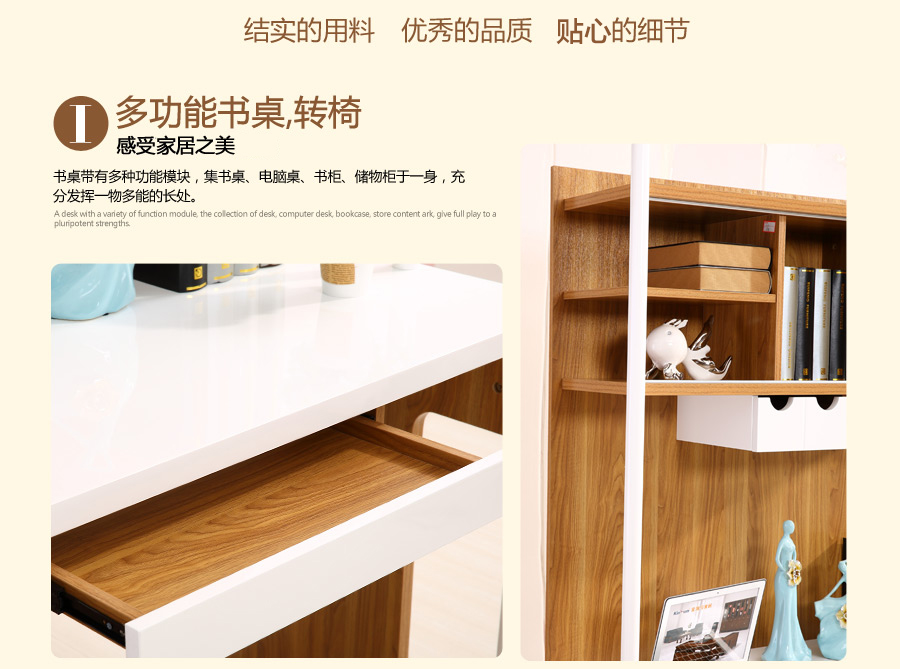 结实的用料 优秀的品质 贴心的细节
I 多功能书桌,转椅
感受家居之美
书桌带有多种功能模块，集书桌、电脑桌、书柜、储物柜于一身，充
分发挥一物多能的长处。
A desk with a variety of function module, the collection of desk, computer desk, bookcase, store content ark, give full play to a
pluripotent strengths.